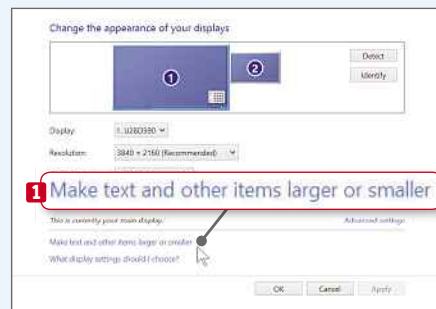 Change the appearance of your displays
1
2
Detect
Identify
Display:
1. U28D590
Resolution:
3840 × 2160 (Recommended)
1 Make text and other items larger or smaller
This is currently your main display.
Advanced settings
Make text and other items larger or smaller
What display settings should I choose?
OK
Cancel
Apply